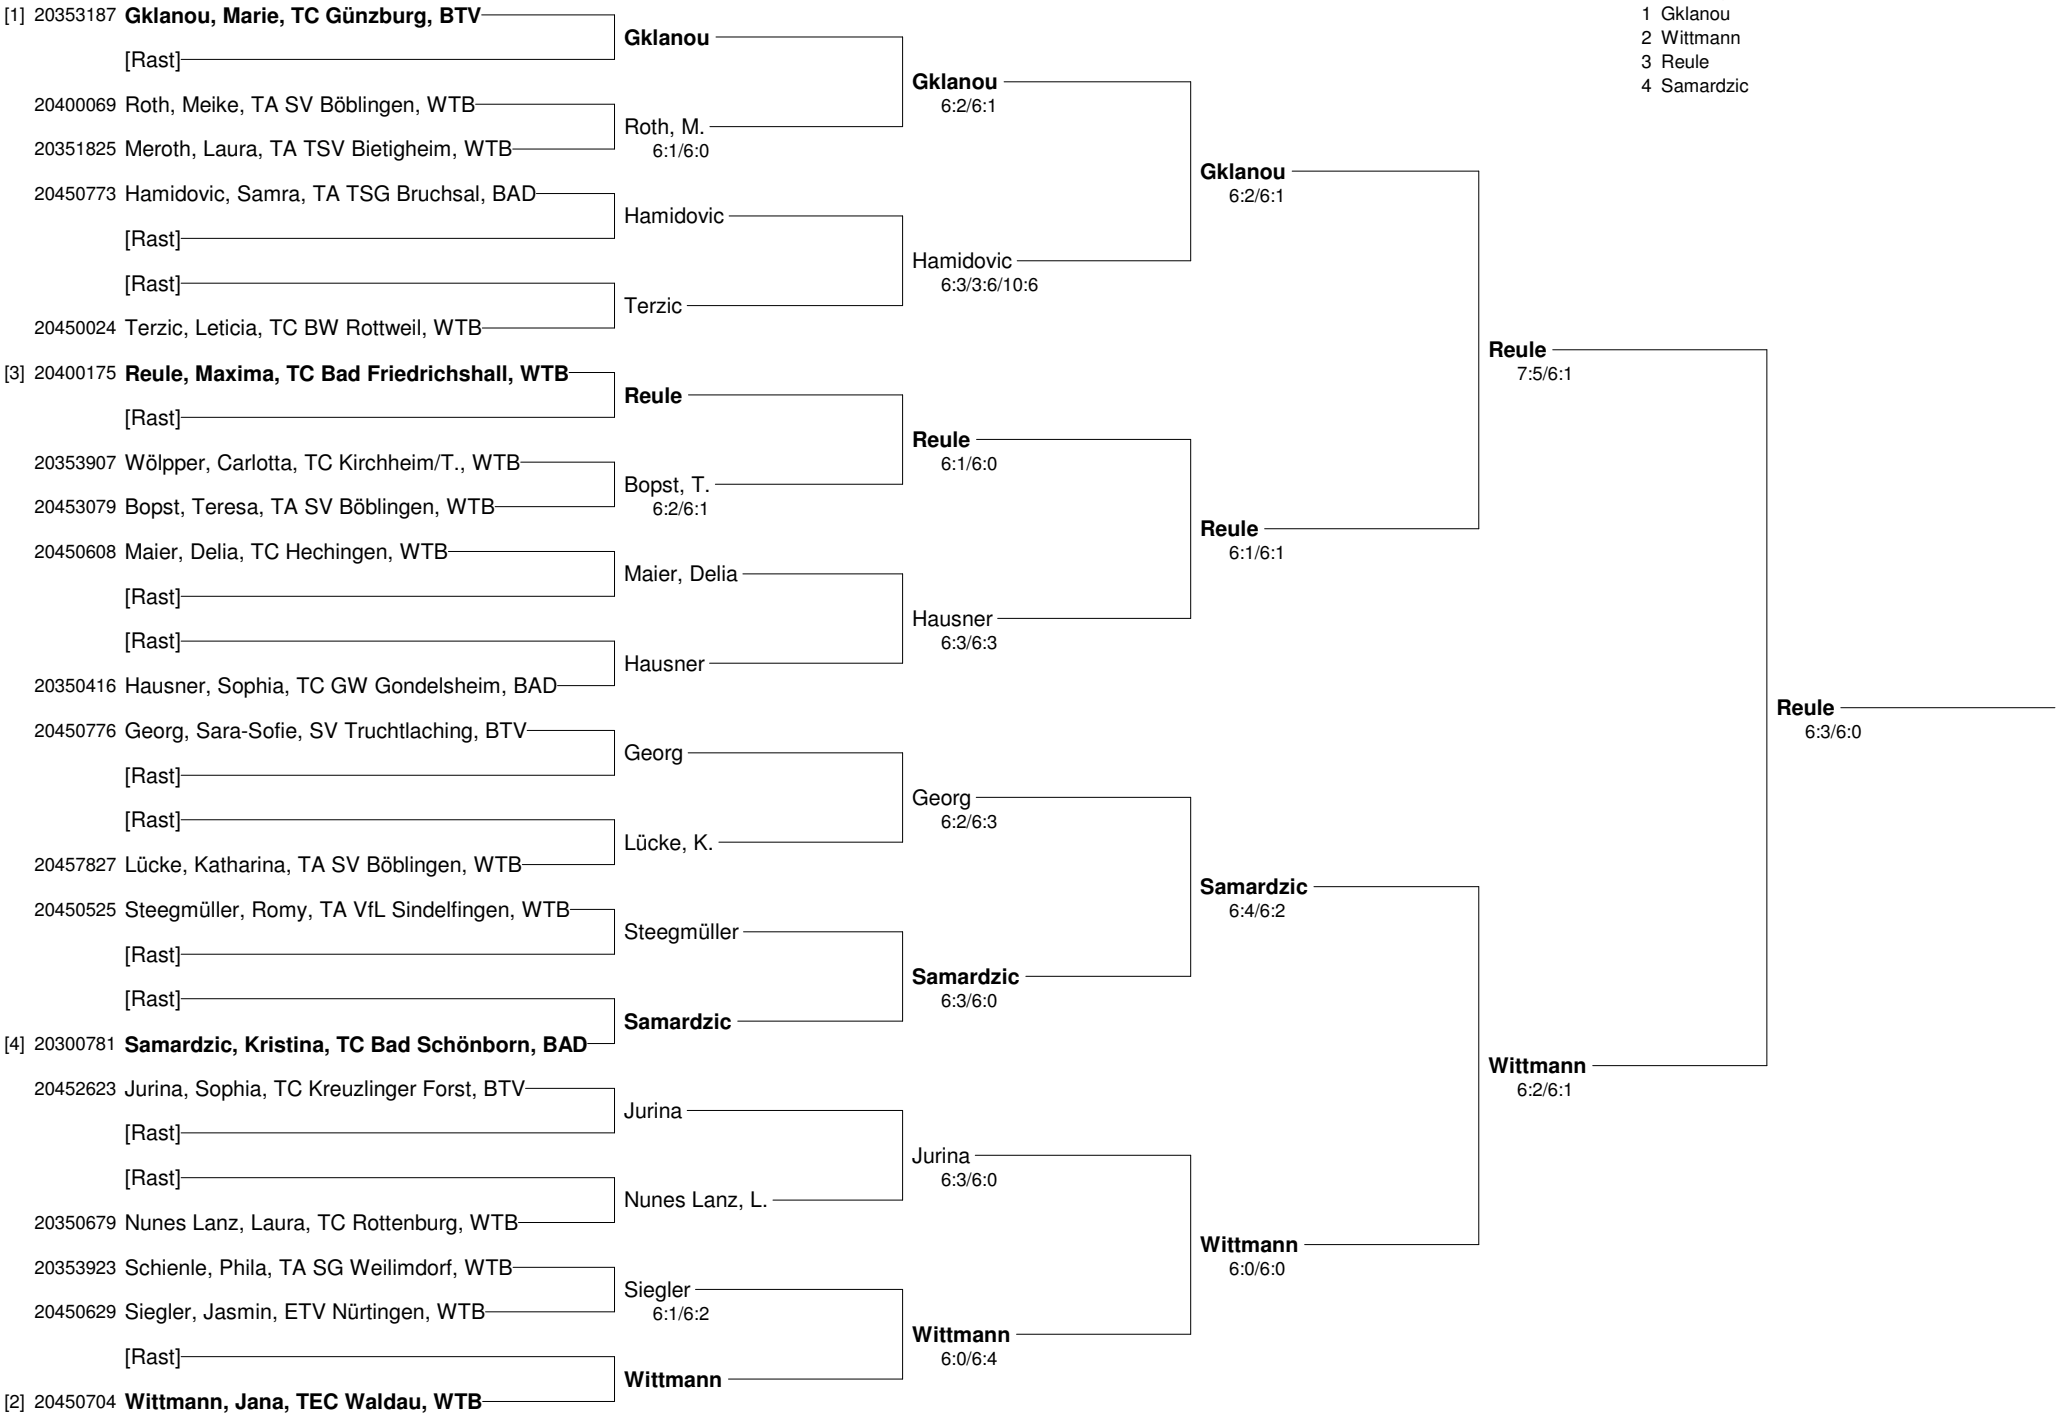 [1] 20353187 Gklanou, Marie, TC Günzburg, BTV
[Rast]
20400069 Roth, Meike, TA SV Böblingen, WTB
20351825 Meroth, Laura, TA TSV Bietigheim, WTB
20450773 Hamidovic, Samra, TA TSG Bruchsal, BAD
[Rast]
[Rast]
20450024 Terzic, Leticia, TC BW Rottweil, WTB
[3] 20400175 Reule, Maxima, TC Bad Friedrichshall, WTB
[Rast]
20353907 Wölpper, Carlotta, TC Kirchheim/T., WTB
20453079 Bopst, Teresa, TA SV Böblingen, WTB
20450608 Maier, Delia, TC Hechingen, WTB
[Rast]
[Rast]
20350416 Hausner, Sophia, TC GW Gondelsheim, BAD
20450776 Georg, Sara-Sofie, SV Truchtlaching, BTV
[Rast]
[Rast]
20457827 Lücke, Katharina, TA SV Böblingen, WTB
20450525 Steegmüller, Romy, TA VfL Sindelfingen, WTB
[Rast]
[Rast]
[4] 20300781 Samardzic, Kristina, TC Bad Schönborn, BAD
20452623 Jurina, Sophia, TC Kreuzlinger Forst, BTV
[Rast]
[Rast]
20350679 Nunes Lanz, Laura, TC Rottenburg, WTB
20353923 Schienle, Phila, TA SG Weilimdorf, WTB
20450629 Siegler, Jasmin, ETV Nürtingen, WTB
[Rast]
[2] 20450704 Wittmann, Jana, TEC Waldau, WTB
Gklanou
Roth, M.
6:1/6:0
Hamidovic
Terzic
Reule
Bopst, T.
6:2/6:1
Maier, Delia
Hausner
Georg
Lücke, K.
Steegmüller
Samardzic
Jurina
Nunes Lanz, L.
Siegler
6:1/6:2
Wittmann
Gklanou
6:2/6:1
Hamidovic
6:3/3:6/10:6
Reule
6:1/6:0
Hausner
6:3/6:3
Georg
6:2/6:3
Samardzic
6:3/6:0
Jurina
6:3/6:0
Wittmann
6:0/6:4
Gklanou
6:2/6:1
Reule
6:1/6:1
Samardzic
6:4/6:2
Wittmann
6:0/6:0
Reule
7:5/6:1
Wittmann
6:2/6:1
Reule
6:3/6:0
1 Gklanou
2 Wittmann
3 Reule
4 Samardzic